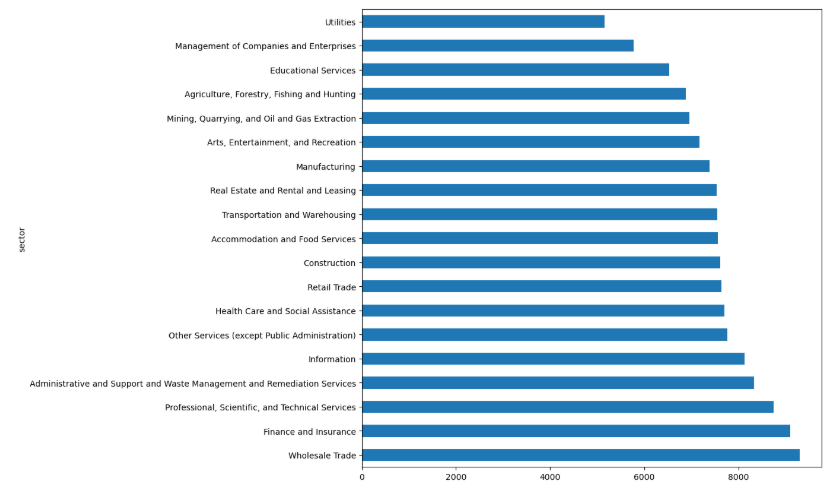 sector
Utilities
Management of Companies and Enterprises
Educational Services
Agriculture, Forestry, Fishing and Hunting
Mining, Quarrying, and Oil and Gas Extraction
Arts, Entertainment, and Recreation
Manufacturing
Real Estate and Rental and Leasing
Transportation and Warehousing
Accommodation and Food Services
Construction
Retail Trade
Health Care and Social Assistance
Other Services (except Public Administration)
Information
Administrative and Support and Waste Management and Remediation Services
Professional, Scientific, and Technical Services
Finance and Insurance
Wholesale Trade
0 2000 4000 6000 8000